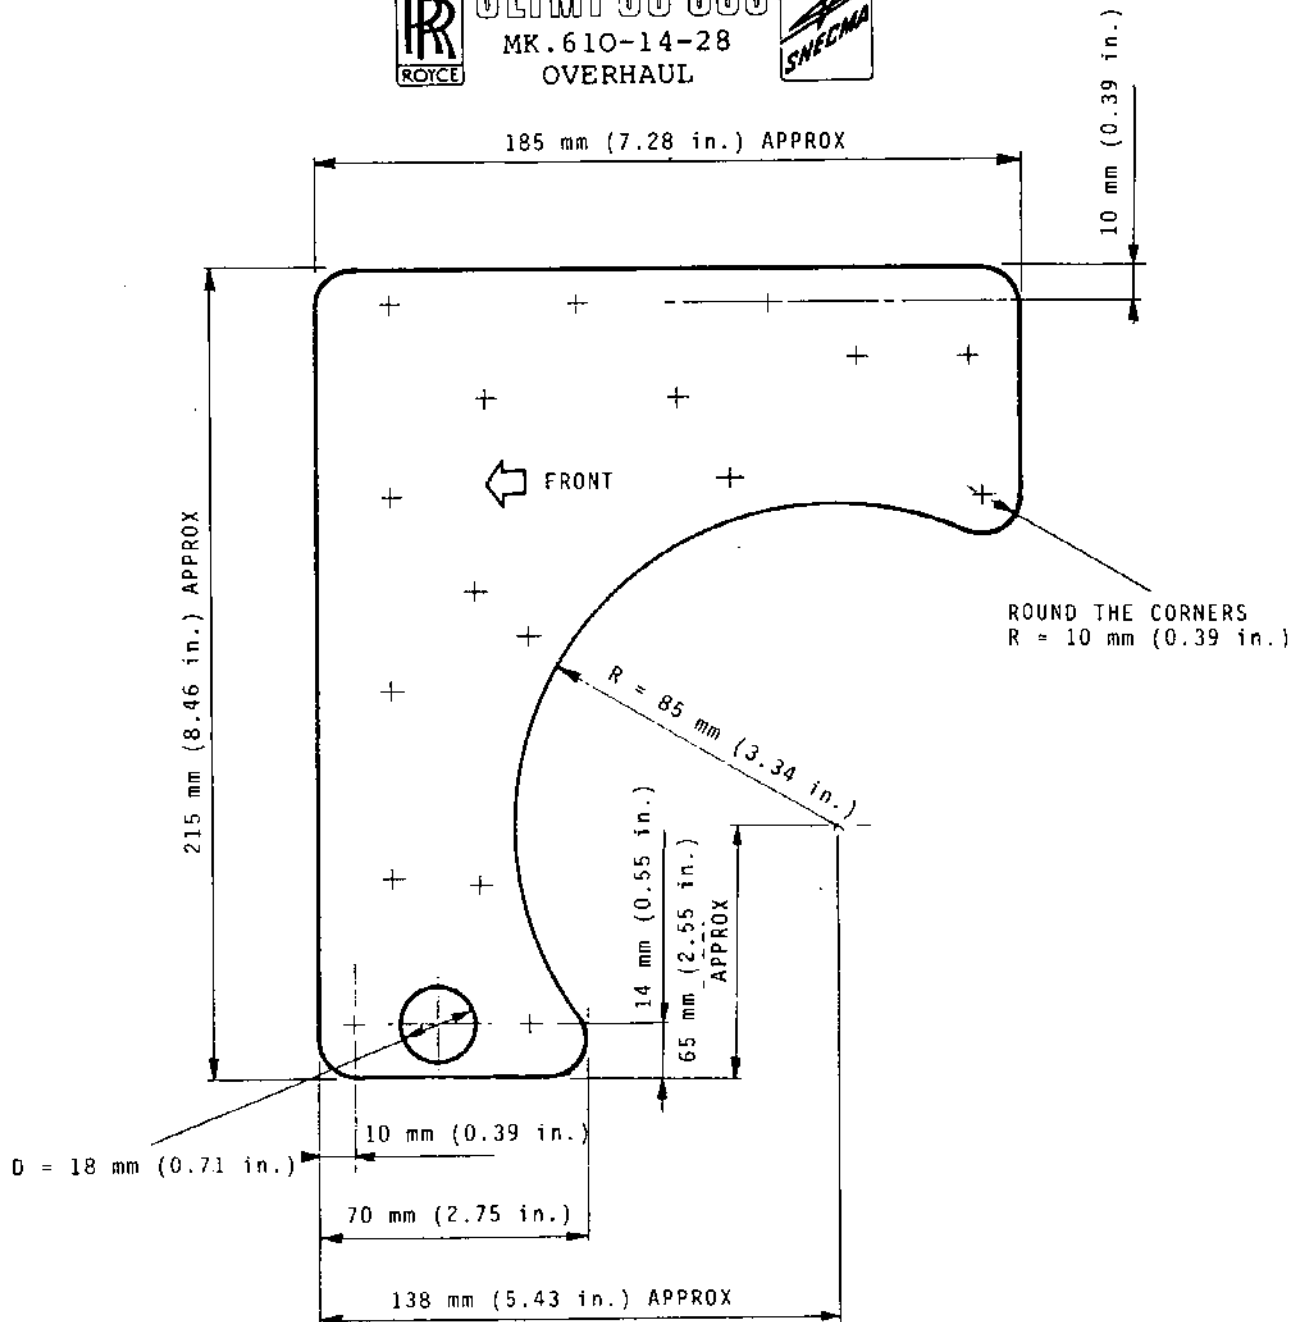 ROYCE
SNECMA
MK.610-14-28
OVERHAUL
185 mm (7.28 in.) APPROX
10 mm (0.39 in.)
FRONT
215 mm (8.46 in.) APPROX
ROUND THE CORNERS
R = 10 mm (0.39 in.)
R = 85 mm (3.34 in.)
14 mm (0.55 in.)
65 mm (2.55 in.)
APPROX
10 mm (0.39 in.)
D = 18 mm (0.71 in.)
70 mm (2.75 in.)
138 mm (5.43 in.) APPROX